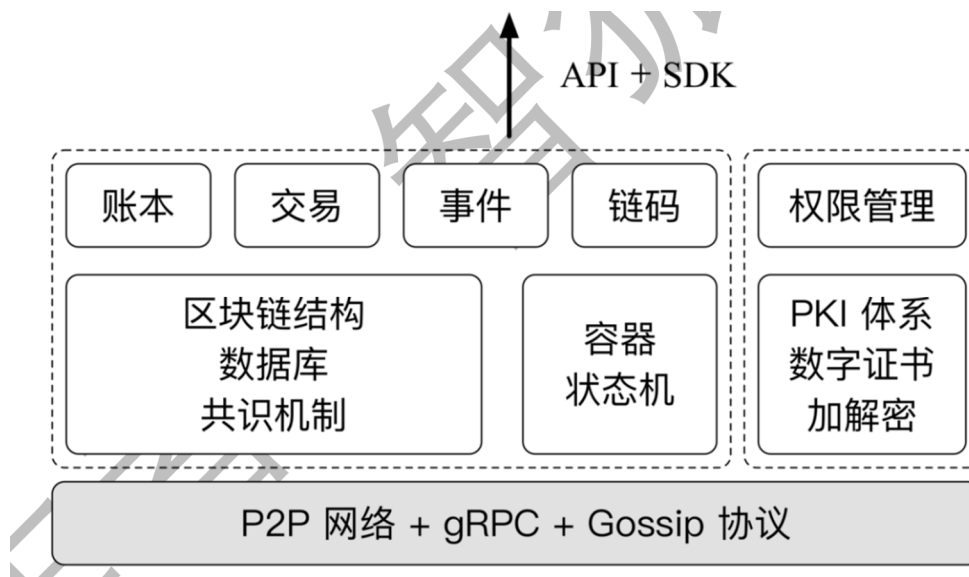 API + SDK
账本
交易
事件
链码
权限管理
区块链结构
数据库
共识机制
容器
状态机
PKI 体系
数字证书
加解密
P2P 网络 + gRPC + Gossip 协议